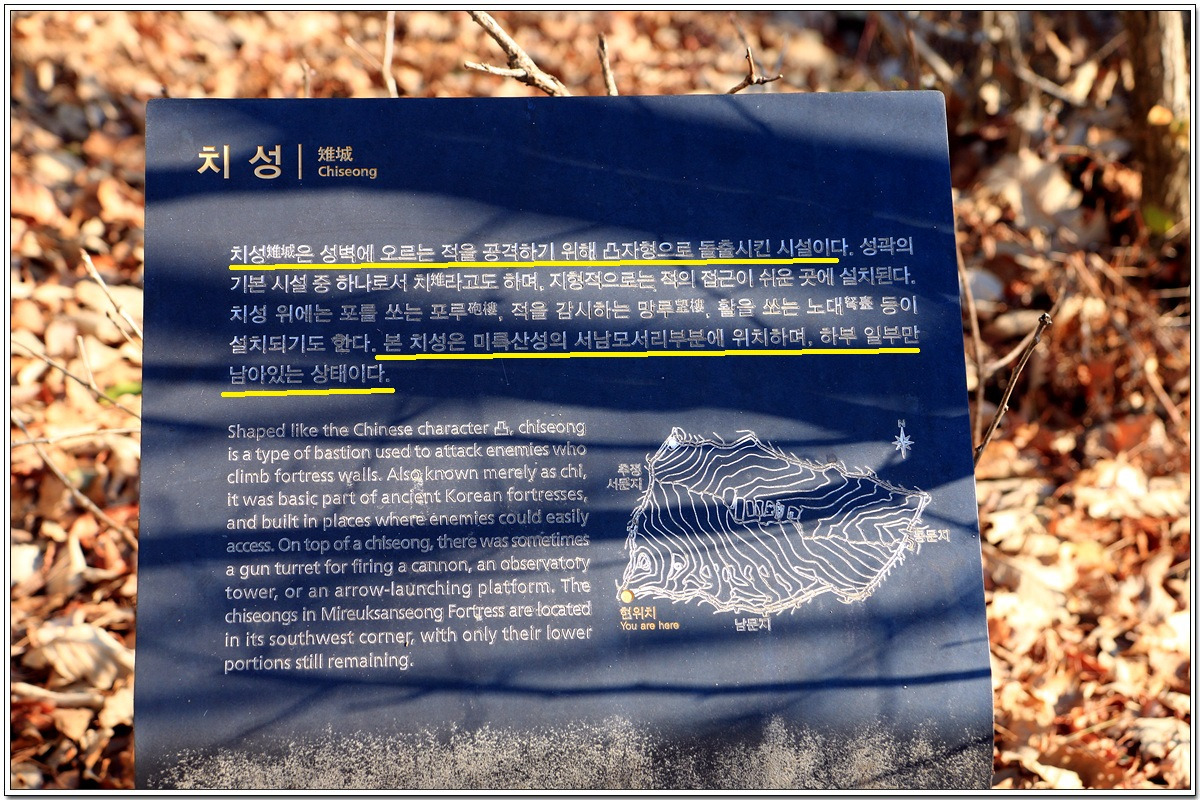 치성
雉城
Chiseong
치성雉城은 성벽에 오르는 적을 공격하기 위해 凸자형으로 돌출시킨 시설이다. 성곽의
기본 시설 중 하나로서 치雉라고도 하며, 지형적으로는 적의 접근이 쉬운 곳에 설치된다.
치성 위에는 포를 쏘는 포루砲樓, 적을 감시하는 망루望樓, 활을 쏘는 노대弩臺 등이
설치되기도 한다. 본 치성은 미륵산성의 서남모서리부분에 위치하며, 하부 일부만
남아있는 상태이다.
Shaped like the Chinese character 凸, chiseong
is a type of bastion used to attack enemies who
climb fortress walls. Also known merely as chi,
it was basic part of ancient Korean fortresses,
and built in places where enemies could easily
access. On top of a chiseong, there was sometimes
a gun turret for firing a cannon, an observatoty
tower, or an arrow-launching platform. The
chiseongs in Mireuksanseong Fortress are located
in its southwest corner, with only their lower
portions still remaining.
N
추정
서문지
동문지
현위치
You are here
남문지